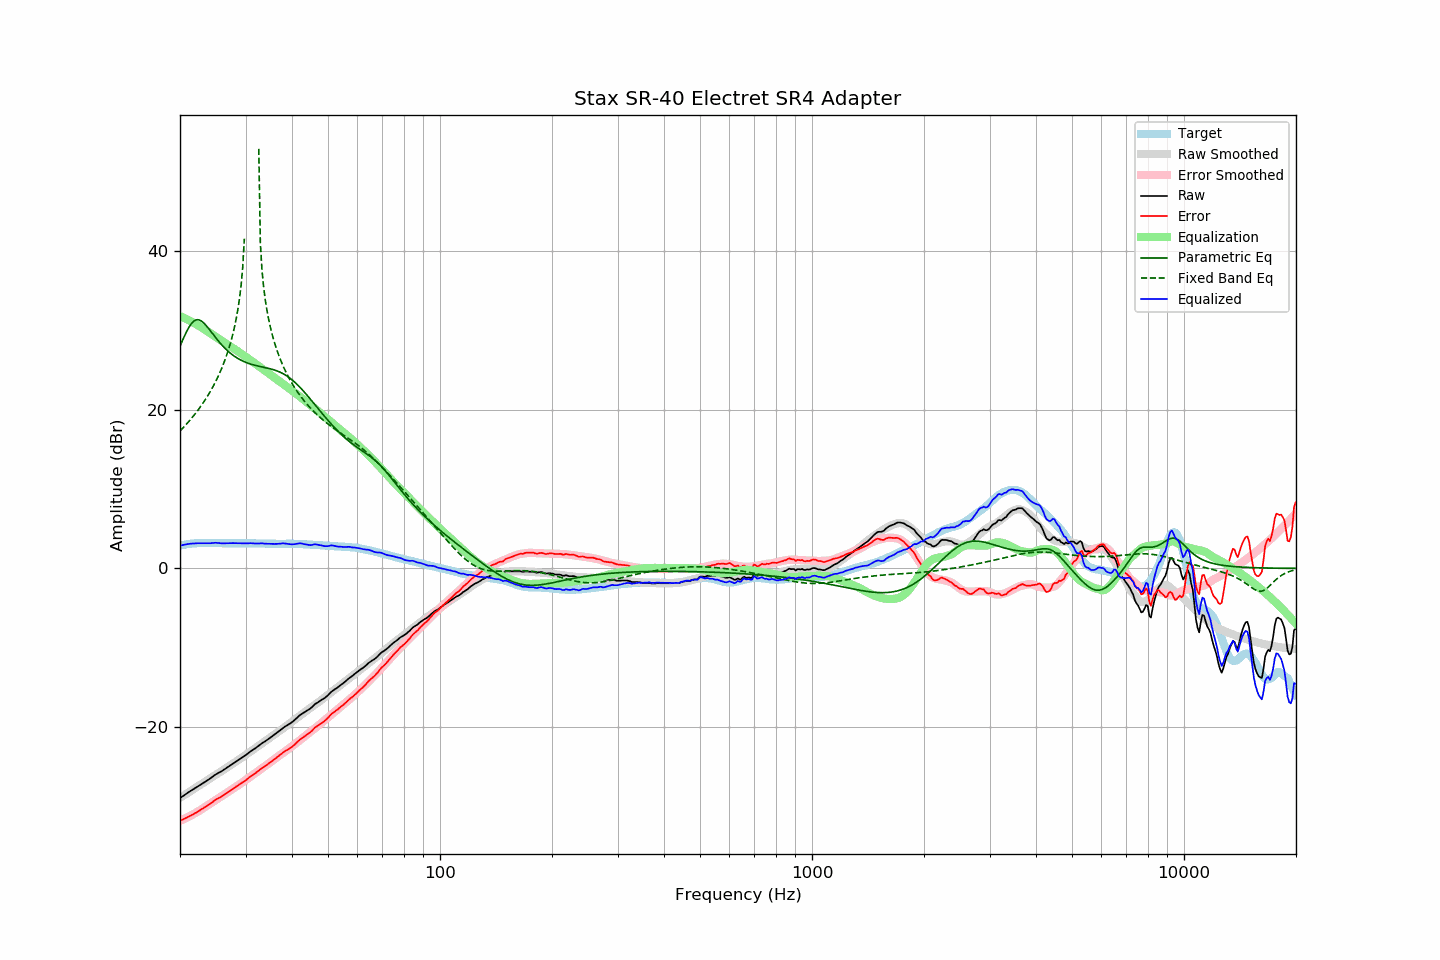 Stax SR-40 Electret SR4 Adapter
Target
Raw Smoothed
Error Smoothed
Raw
Error
Equalization
Parametric Eq
Fixed Band Eq
Equalized
Amplitude (dBr)
40
20
0
−20
100
1000
10000
Frequency (Hz)